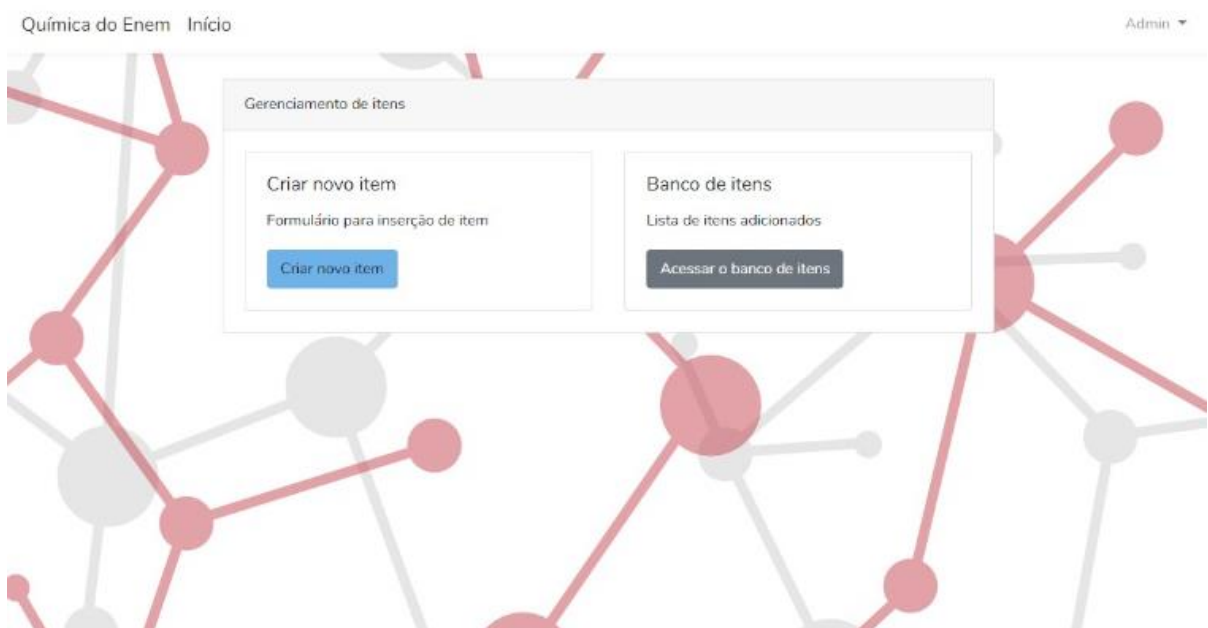 Química do Enem Início Admin
Gerenciamento de itens
Criar novo item
Formulário para inserção de item
Criar novo item
Banco de itens
Lista de itens adicionados
Acessar o banco de itens